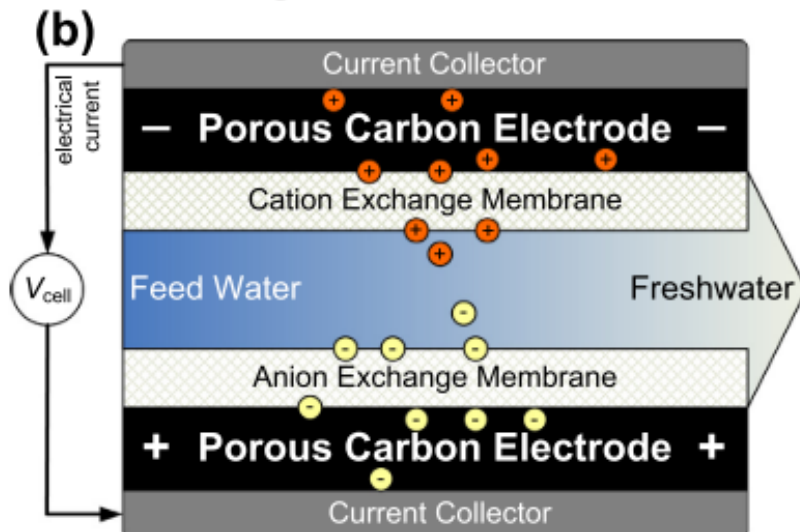 (b)
Current Collector
electrical
current
− Porous Carbon Electrode −
Cation Exchange Membrane
Vcell
Feed Water
Freshwater
Anion Exchange Membrane
+ Porous Carbon Electrode +
Current Collector